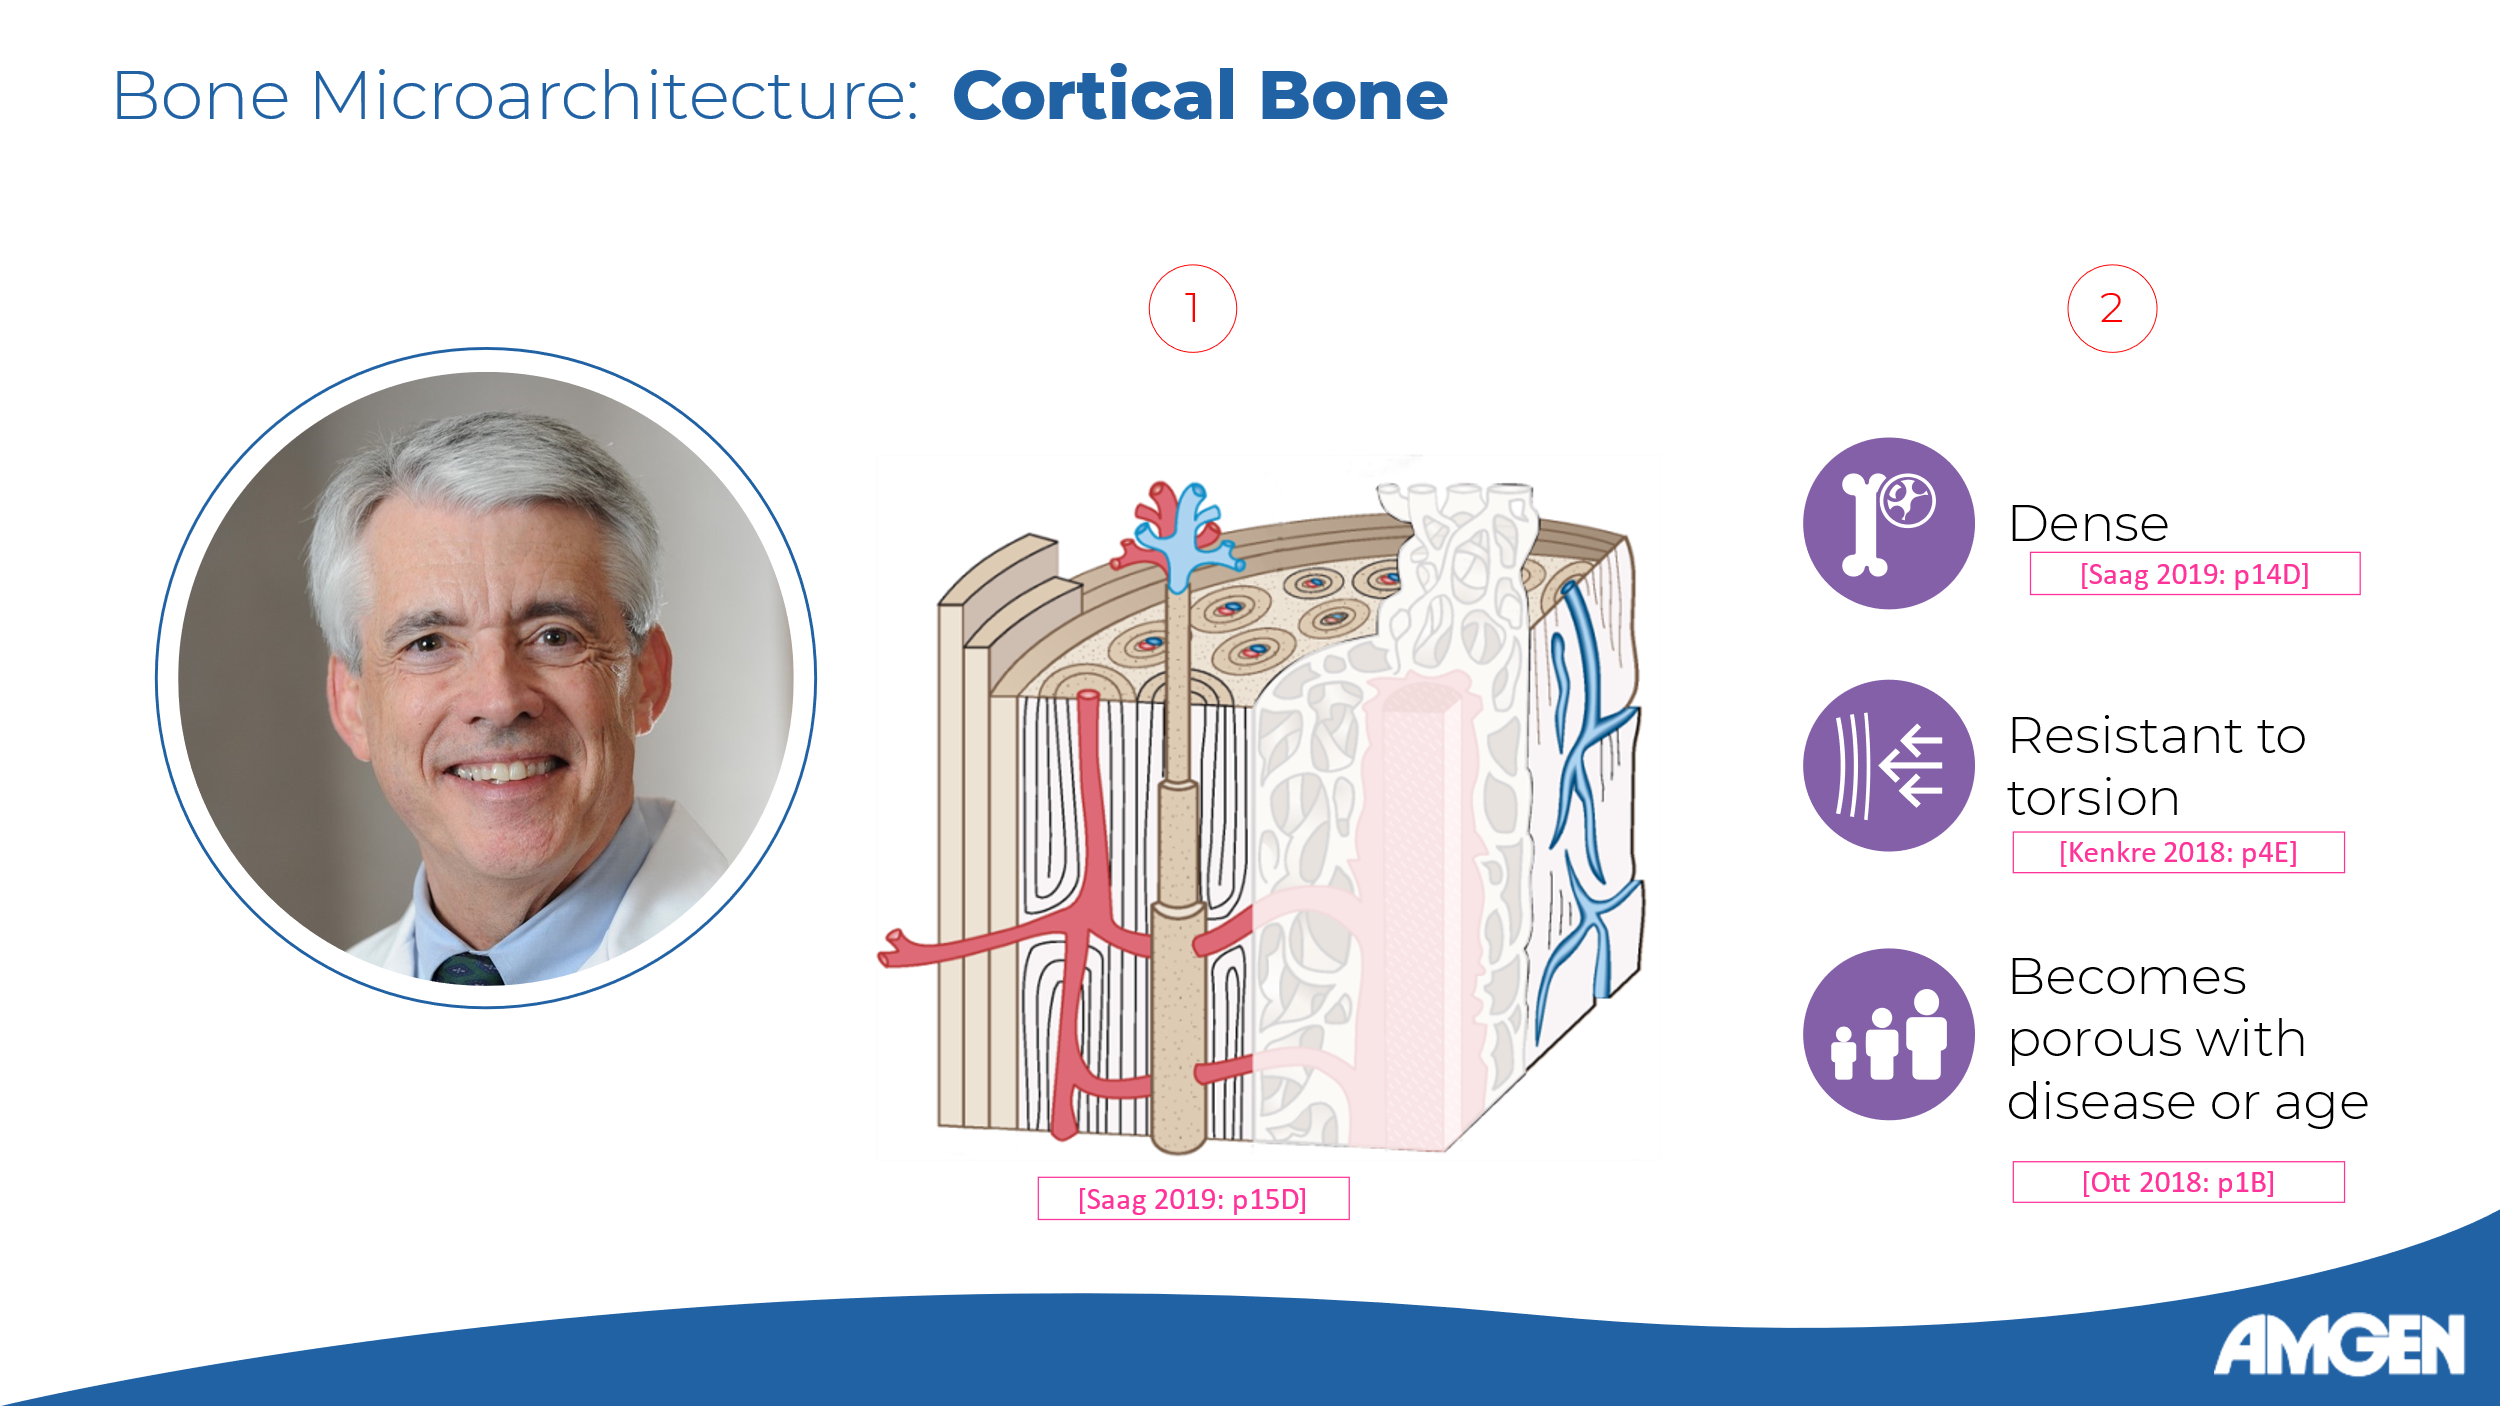 Bone Microarchitecture: Cortical Bone
1
2
Dense
[Saag 2019: p14D]
Resistant to
torsion
[Kenkre 2018: p4E]
Becomes
porous with
disease or age
[Ott 2018: p1B]
[Saag 2019: p15D]
AMGEN